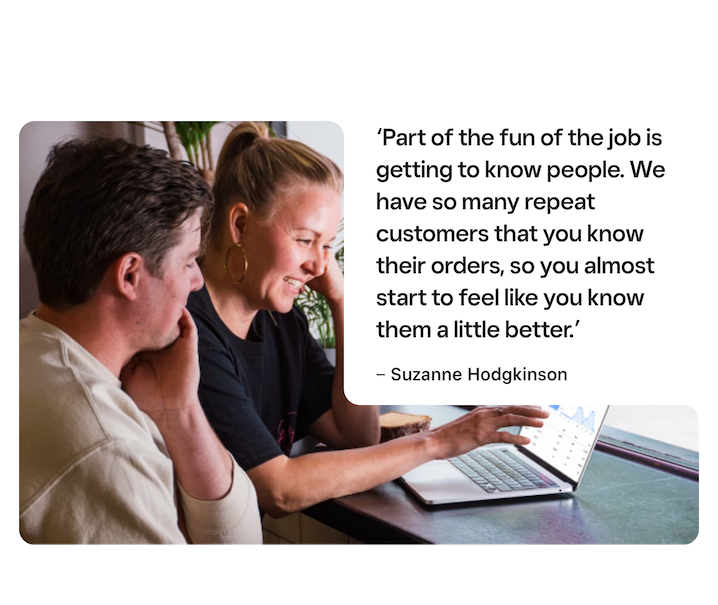 ‘Part of the fun of the job is
getting to know people. We
have so many repeat
customers that you know
their orders, so you almost
start to feel like you know
them a little better.’
– Suzanne Hodgkinson